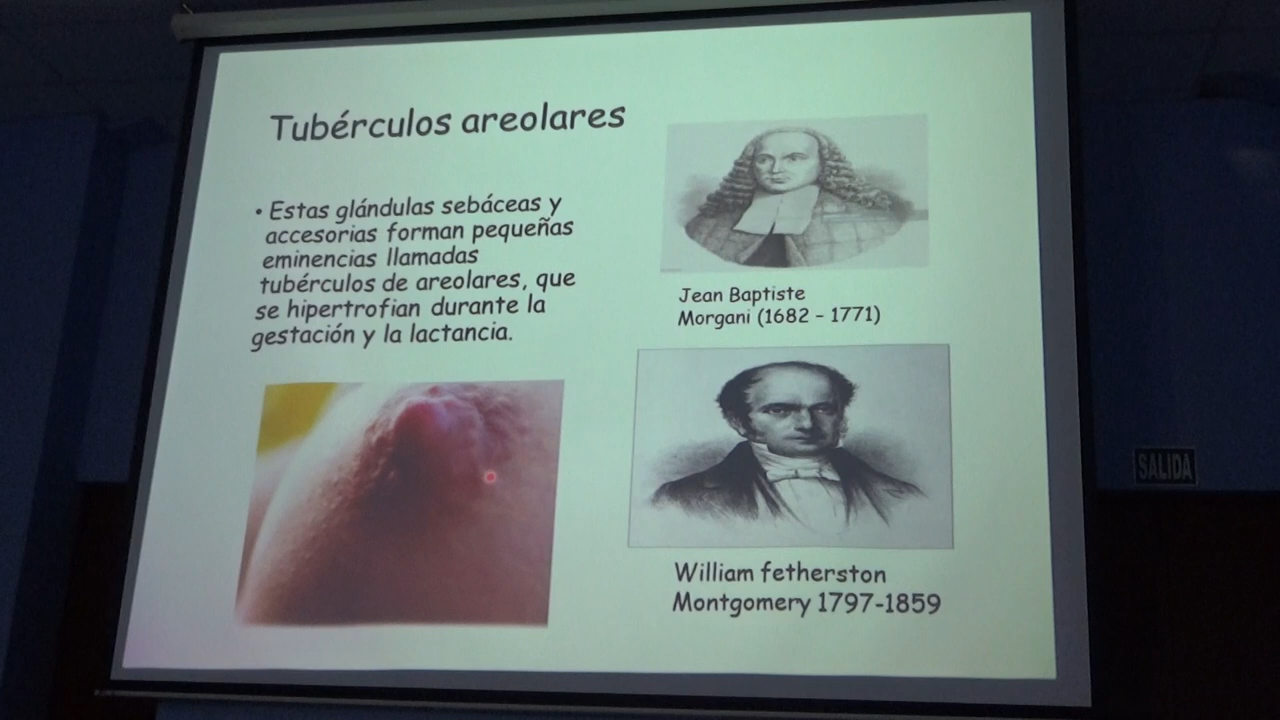 Tubérculos areolares
• Estas glándulas sebáceas y
accesorias forman pequeñas
eminencias llamadas
tubérculos de areolares, que
se hipertrofian durante la
gestación y la lactancia.
Jean Baptiste
Morgani (1682 - 1771)
William fetherston
Montgomery 1797-1859
SALIDA